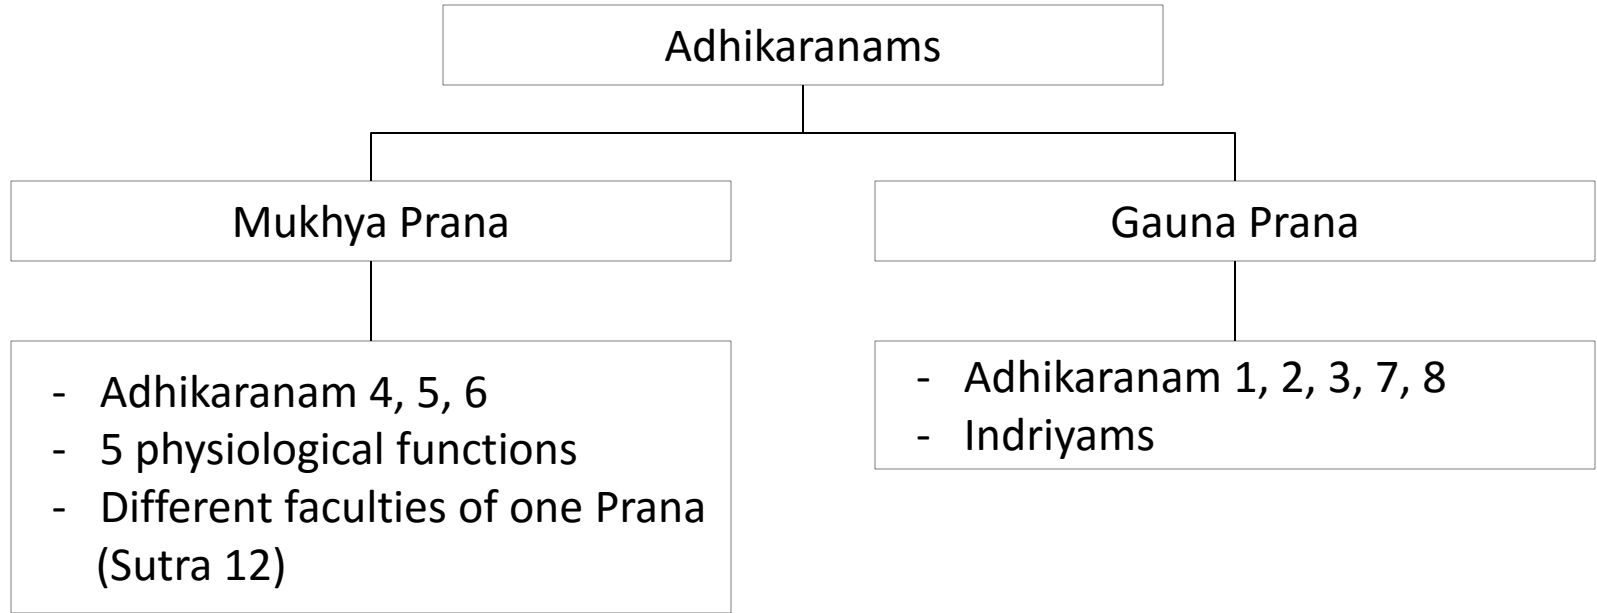 Adhikaranams
Mukhya Prana
Gauna Prana
- Adhikaranam 4, 5, 6
- 5 physiological functions
- Different faculties of one Prana
(Sutra 12)
- Adhikaranam 1, 2, 3, 7, 8
- Indriyams